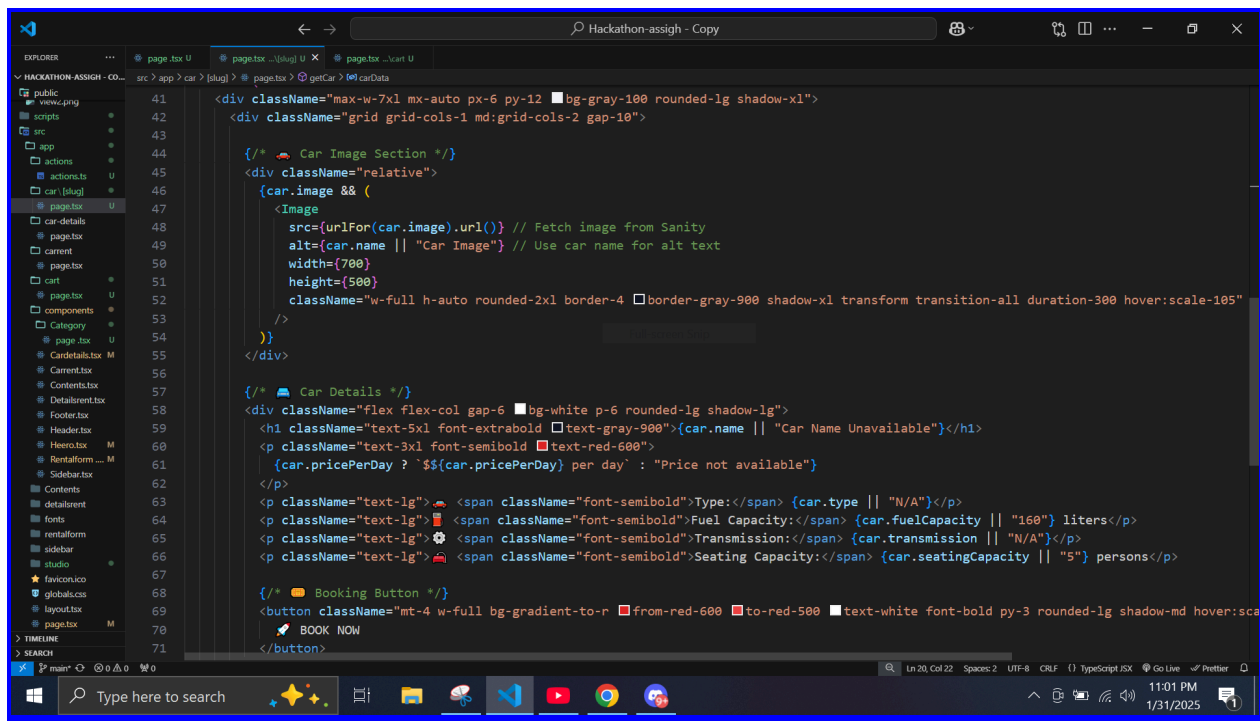 Hackathon-assigh - Copy
EXPLORER
page .tsx U
page.tsx ...\[slug] U
page.tsx ...\cart U
HACKATHON-ASSIGH - CO...
src > app > car > [slug] > page.tsx > getCar > carData
public
view2.png
scripts
src
app
actions
actions.ts U
car\[slug]
page.tsx U
car-details
page.tsx
carrent
page.tsx
cart
page.tsx U
components
Category
page .tsx U
Cardetails.tsx M
Carrent.tsx
Contents.tsx
Detailsrent.tsx
Footer.tsx
Header.tsx
Heero.tsx M
Rentalform .... M
Sidebar.tsx
Contents
detailsrent
fonts
rentalform
sidebar
studio
favicon.ico
globals.css
layout.tsx
page.tsx M
TIMELINE
SEARCH
41 <div className="max-w-7xl mx-auto px-6 py-12 bg-gray-100 rounded-lg shadow-xl">
42 <div className="grid grid-cols-1 md:grid-cols-2 gap-10">
43
44 {/* 🚗 Car Image Section */}
45 <div className="relative">
46 {car.image && (
47 <Image
48 src={urlFor(car.image).url()} // Fetch image from Sanity
49 alt={car.name || "Car Image"} // Use car name for alt text
50 width={700}
51 height={500}
52 className="w-full h-auto rounded-2xl border-4 border-gray-900 shadow-xl transform transition-all duration-300 hover:scale-105"
53 />
54 )}
55 </div>
56
57 {/* 🚘 Car Details */}
58 <div className="flex flex-col gap-6 bg-white p-6 rounded-lg shadow-lg">
59 <h1 className="text-5xl font-extrabold text-gray-900">{car.name || "Car Name Unavailable"}</h1>
60 <p className="text-3xl font-semibold text-red-600">
61 {car.pricePerDay ? `$${car.pricePerDay} per day` : "Price not available"}
62 </p>
63 <p className="text-lg">🚗 <span className="font-semibold">Type:</span> {car.type || "N/A"}</p>
64 <p className="text-lg">⛽ <span className="font-semibold">Fuel Capacity:</span> {car.fuelCapacity || "160"} liters</p>
65 <p className="text-lg">⚙ <span className="font-semibold">Transmission:</span> {car.transmission || "N/A"}</p>
66 <p className="text-lg">🚘 <span className="font-semibold">Seating Capacity:</span> {car.seatingCapacity || "5"} persons</p>
67
68 {/* 🎟 Booking Button */}
69 <button className="mt-4 w-full bg-gradient-to-r from-red-600 to-red-500 text-white font-bold py-3 rounded-lg shadow-md hover:sca
70 🚀 BOOK NOW
71 </button>
main* 0 0 0 Ln 20, Col 22 Spaces: 2 UTF-8 CRLF {} TypeScript JSX Go Live Prettier
Type here to search
9+
11:01 PM
1/31/2025
1